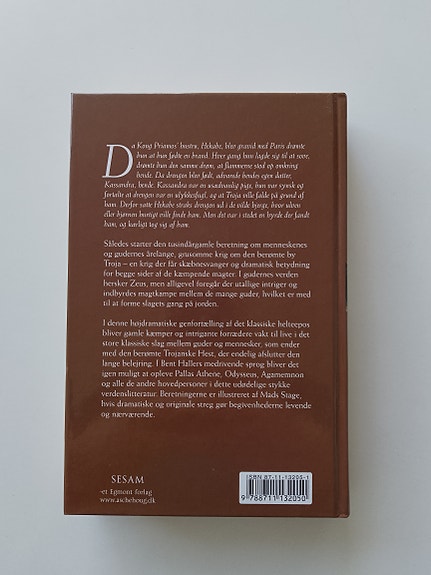 Da Kong Priamos' hustru, Hekabe, blev gravid med Paris drømte
hun at hun fødte en brand. Hver gang hun lagde sig til at sove,
drømte hun den samme drøm, at flammerne stod op omkring
hende. Da drengen blev født, advarede hendes egen datter,
Kassandra, hende. Kassandra var en usædvanlig pige, hun var synsk og
fortalte at drengen var en ulykkesfugl, og at Troja ville falde på grund af
ham. Derfor satte Hekabe straks drengen ud i de vilde bjerge, hvor ulven
eller bjørnen hurtigt ville finde ham. Men det var i stedet en hyrde der fandt
ham, og kærligt tog sig af ham.
Således starter den tusindårgamle beretning om menneskenes
og gudernes årelange, grusomme krig om den berømte by
Troja – en krig der får skæbnesvanger og dramatisk betydning
for begge sider af de kæmpende magter. I gudernes verden
hersker Zeus, men alligevel foregår der utallige intriger og
indbyrdes magtkampe mellem de mange guder, hvilket er med
til at forme slagets gang på jorden.
I denne højdramatiske genfortælling af det klassiske helteepos
bliver gamle kæmper og intrigante forrædere vakt til live i det
store klassiske slag mellem guder og mennesker, som ender
med den berømte Trojanske Hest, der endelig afslutter den
lange belejring. I Bent Hallers medrivende sprog bliver det
igen muligt at opleve Pallas Athene, Odysseus, Agamemnon
og alle de andre hovedpersoner i dette udødelige stykke
verdenslitteratur. Beretningerne er illustreret af Mads Stage,
hvis dramatiske og originale streg gør begivenhederne levende
og nærværende.
SESAM
-et Egmont forlag
www.aschehoug.dk
ISBN 87-11-13205-1
9 788711 132050